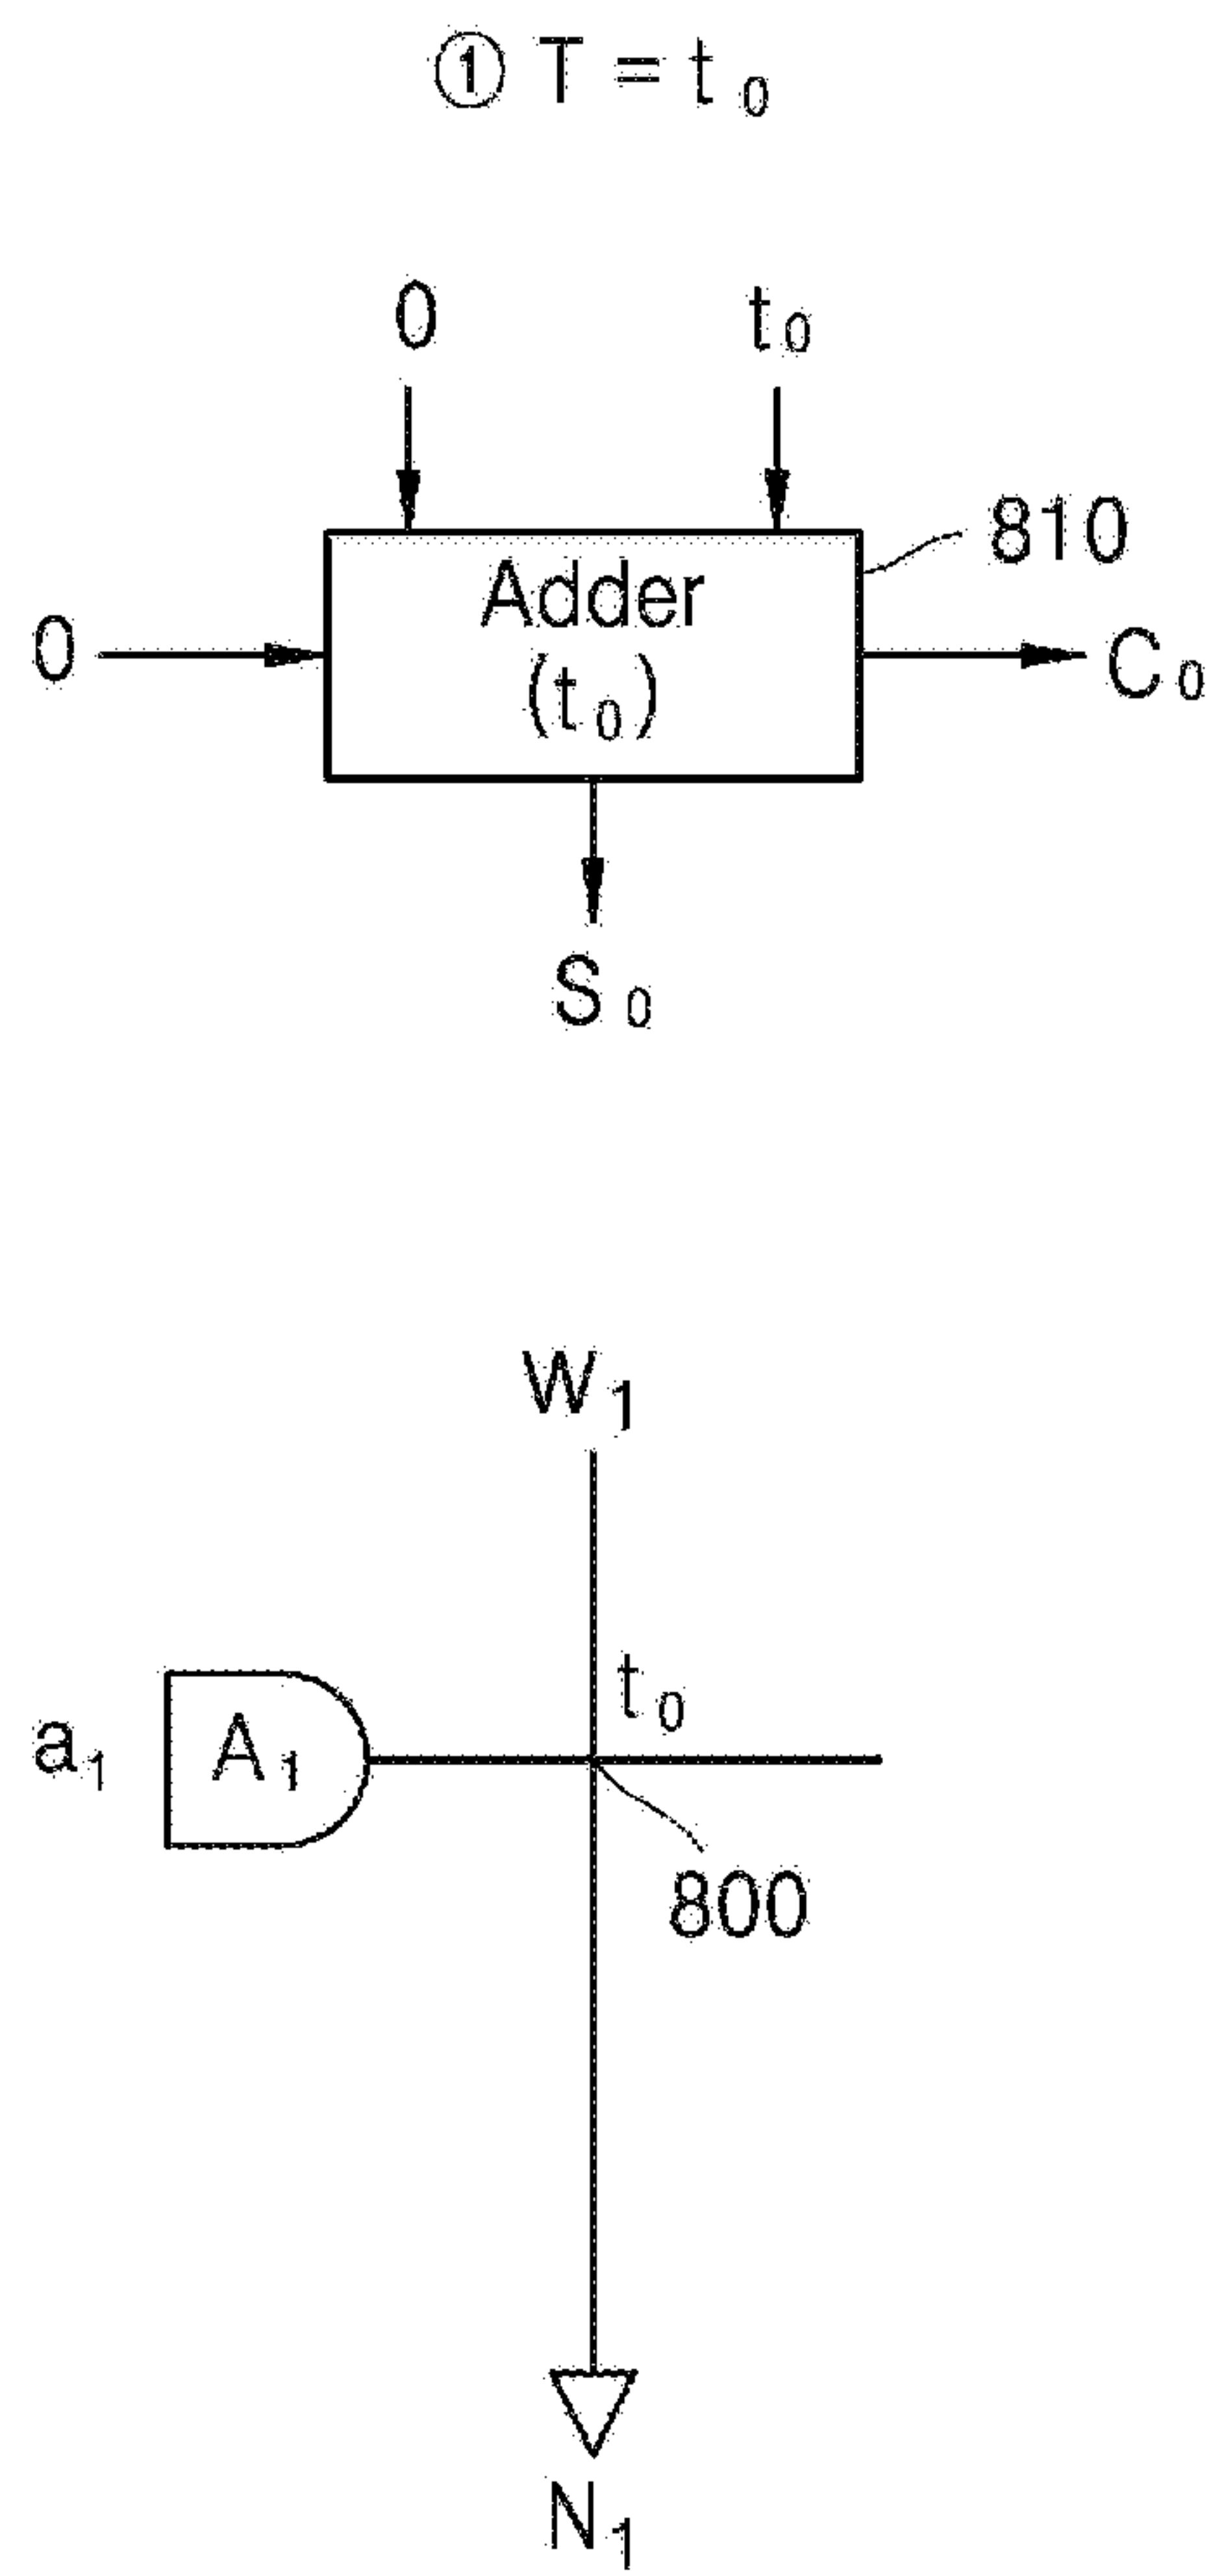 ① T = t₀
0 t₀
810
Adder
0 C₀
(t₀)
S₀
W₁
t₀
a₁ A₁
800
N₁